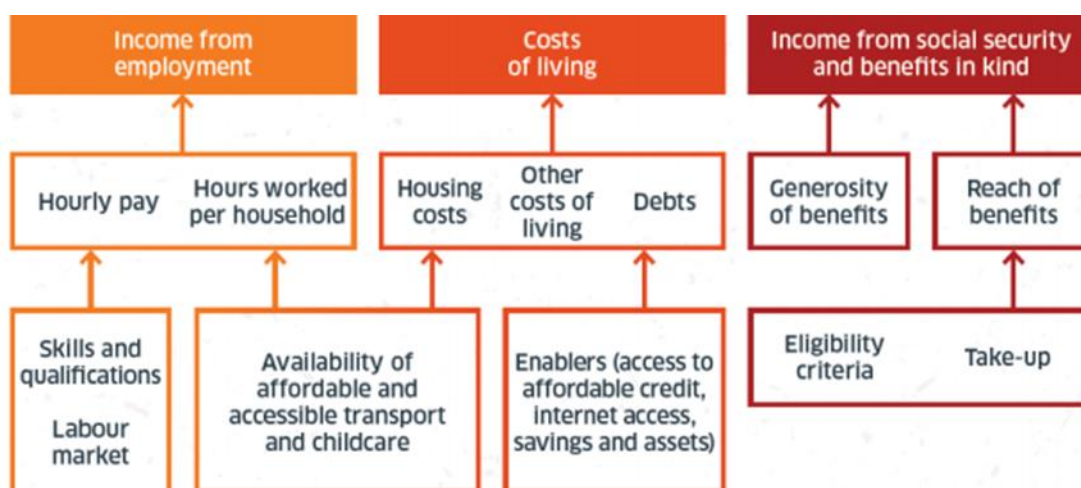 Income from
employment
Costs
of living
Income from social security
and benefits in kind
Hourly pay
Hours worked
per household
Housing
costs
Other
costs of
living
Debts
Generosity
of benefits
Reach of
benefits
Skills and
qualifications
Labour
market
Availability of
affordable and
accessible transport
and childcare
Enablers (access to
affordable credit,
internet access,
savings and assets)
Eligibility
criteria
Take-up